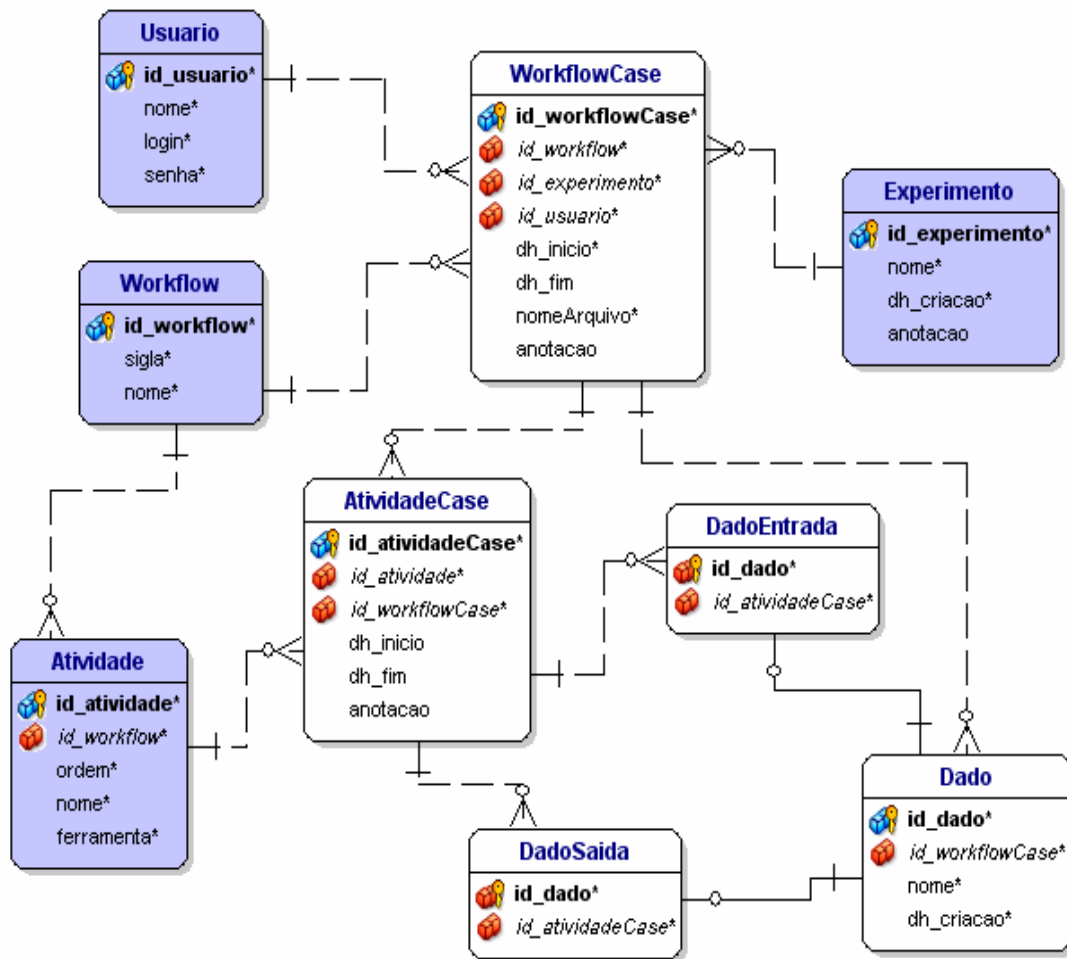 Usuario
id_usuario*
nome*
login*
senha*
WorkflowCase
id_workflowCase*
id_workflow*
id_experimento*
id_usuario*
dh_inicio*
dh_fim
nomeArquivo*
anotacao
Experimento
id_experimento*
nome*
dh_criacao*
anotacao
Workflow
id_workflow*
sigla*
nome*
AtividadeCase
id_atividadeCase*
id_atividade*
id_workflowCase*
dh_inicio
dh_fim
anotacao
DadoEntrada
id_dado*
id_atividadeCase*
Atividade
id_atividade*
id_workflow*
ordem*
nome*
ferramenta*
DadoSaida
id_dado*
id_atividadeCase*
Dado
id_dado*
id_workflowCase*
nome*
dh_criacao*